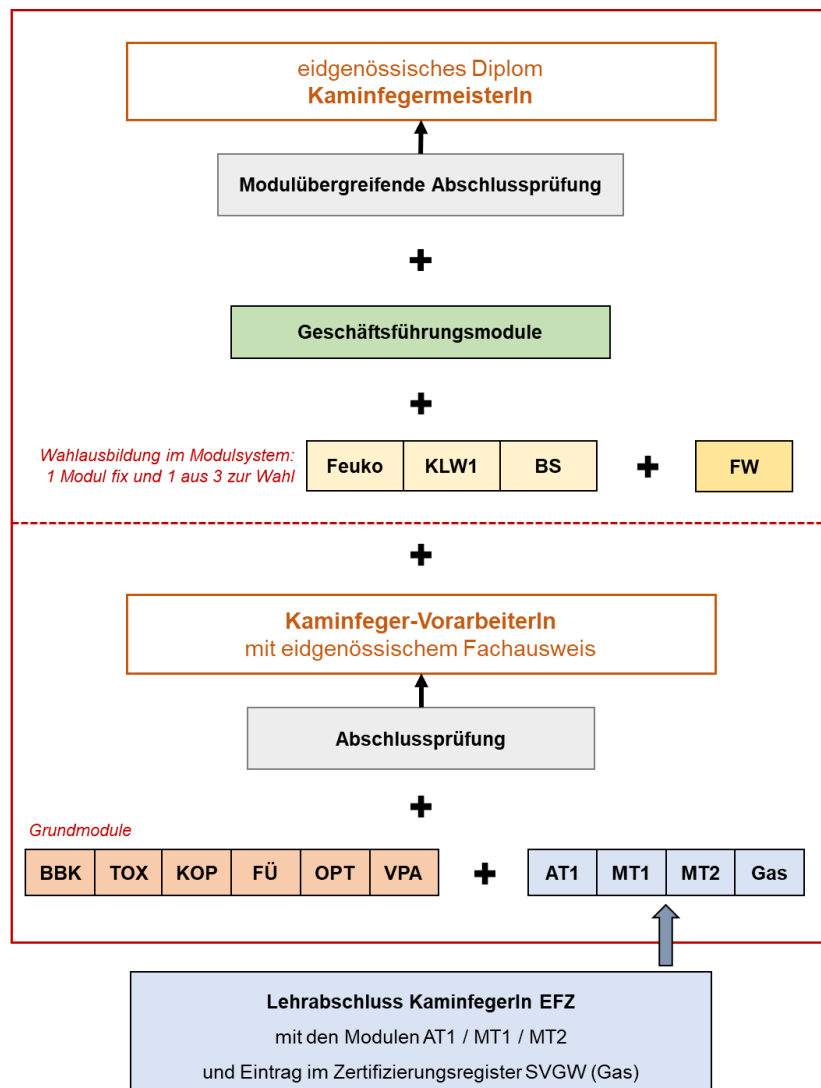 eidgenössisches Diplom
KaminfegermeisterIn
Modulübergreifende Abschlussprüfung
+
Geschäftsführungsmodule
+
Wahlausbildung im Modulsystem:
1 Modul fix und 1 aus 3 zur Wahl
Feuko KLW1 BS + FW
+
Kaminfeger-VorarbeiterIn
mit eidgenössischem Fachausweis
Abschlussprüfung
+
Grundmodule
BBK TOX KOP FÜ OPT VPA + AT1 MT1 MT2 Gas
Lehrabschluss KaminfegerIn EFZ
mit den Modulen AT1 / MT1 / MT2
und Eintrag im Zertifizierungsregister SVGW (Gas)